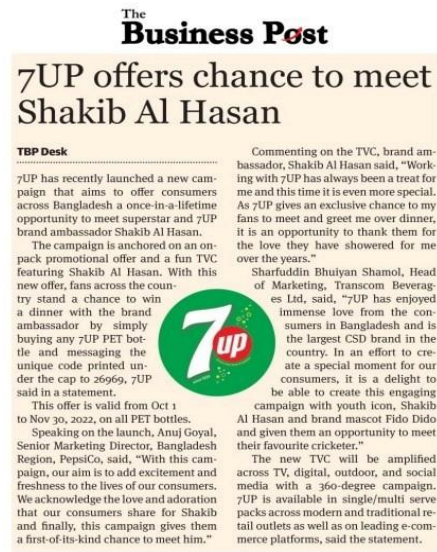 The
Business Post
7UP offers chance to meet
Shakib Al Hasan
TBP Desk
7UP has recently launched a new cam-
paign that aims to offer consumers
across Bangladesh a once-in-a-lifetime
opportunity to meet superstar and 7UP
brand ambassador Shakib Al Hasan.
The campaign is anchored on an on-
pack promotional offer and a fun TVC
featuring Shakib Al Hasan. With this
new offer, fans across the coun-
try stand a chance to win
a dinner with the brand
ambassador by simply
buying any 7UP PET bot-
tle and messaging the
unique code printed un-
der the cap to 26969, 7UP
said in a statement.
This offer is valid from Oct 1
to Nov 30, 2022, on all PET bottles.
Speaking on the launch, Anuj Goyal,
Senior Marketing Director, Bangladesh
Region, PepsiCo, said, “With this cam-
paign, our aim is to add excitement and
freshness to the lives of our consumers.
We acknowledge the love and adoration
that our consumers share for Shakib
and finally, this campaign gives them
a first-of-its-kind chance to meet him.”
7up
Commenting on the TVC, brand am-
bassador, Shakib Al Hasan said, “Work-
ing with 7UP has always been a treat for
me and this time it is even more special.
As 7UP gives an exclusive chance to my
fans to meet and greet me over dinner,
it is an opportunity to thank them for
the love they have showered for me
over the years.”
Sharfuddin Bhuiyan Shamol, Head
of Marketing, Transcom Beverag-
es Ltd, said, “7UP has enjoyed
immense love from the con-
sumers in Bangladesh and is
the largest CSD brand in the
country. In an effort to cre-
ate a special moment for our
consumers, it is a delight to
be able to create this engaging
campaign with youth icon, Shakib
Al Hasan and brand mascot Fido Dido
and given them an opportunity to meet
their favourite cricketer.”
The new TVC will be amplified
across TV, digital, outdoor, and social
media with a 360-degree campaign.
7UP is available in single/multi serve
packs across modern and traditional re-
tail outlets as well as on leading e-com-
merce platforms, said the statement.